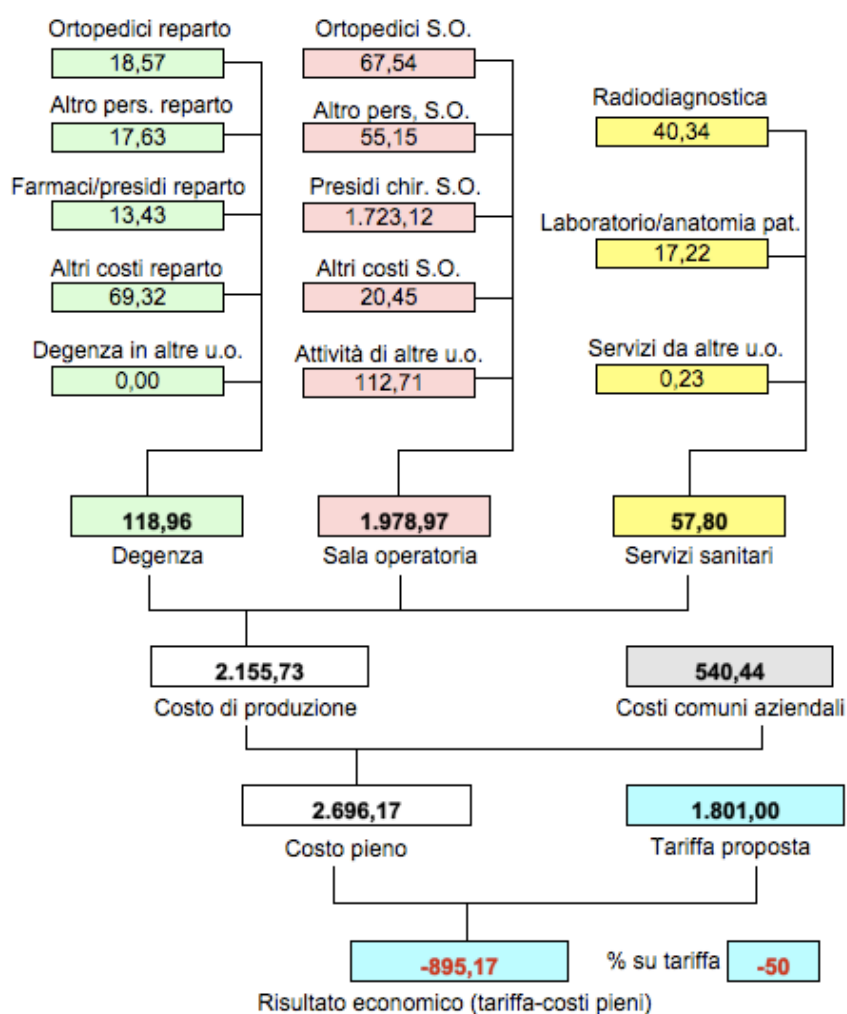 Ortopedici reparto
18,57
Altro pers. reparto
17,63
Farmaci/presidi reparto
13,43
Altri costi reparto
69,32
Degenza in altre u.o.
0,00
Ortopedici S.O.
67,54
Altro pers, S.O.
55,15
Presidi chir. S.O.
1.723,12
Altri costi S.O.
20,45
Attività di altre u.o.
112,71
Radiodiagnostica
40,34
Laboratorio/anatomia pat.
17,22
Servizi da altre u.o.
0,23
118,96
Degenza
1.978,97
Sala operatoria
57,80
Servizi sanitari
2.155,73
Costo di produzione
540,44
Costi comuni aziendali
2.696,17
Costo pieno
1.801,00
Tariffa proposta
-895,17
Risultato economico (tariffa-costi pieni)
% su tariffa
-50